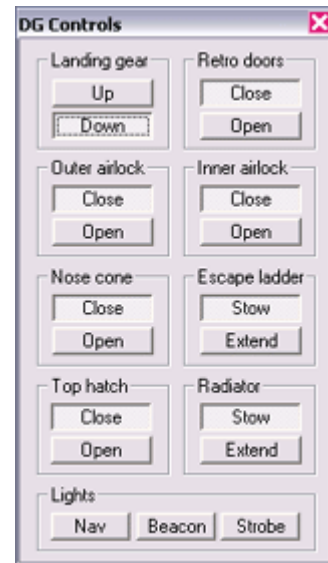 DG Controls
Landing gear Retro doors
Up Close
Down Open
Outer airlock Inner airlock
Close Close
Open Open
Nose cone Escape ladder
Close Stow
Open Extend
Top hatch Radiator
Close Stow
Open Extend
Lights
Nav Beacon Strobe